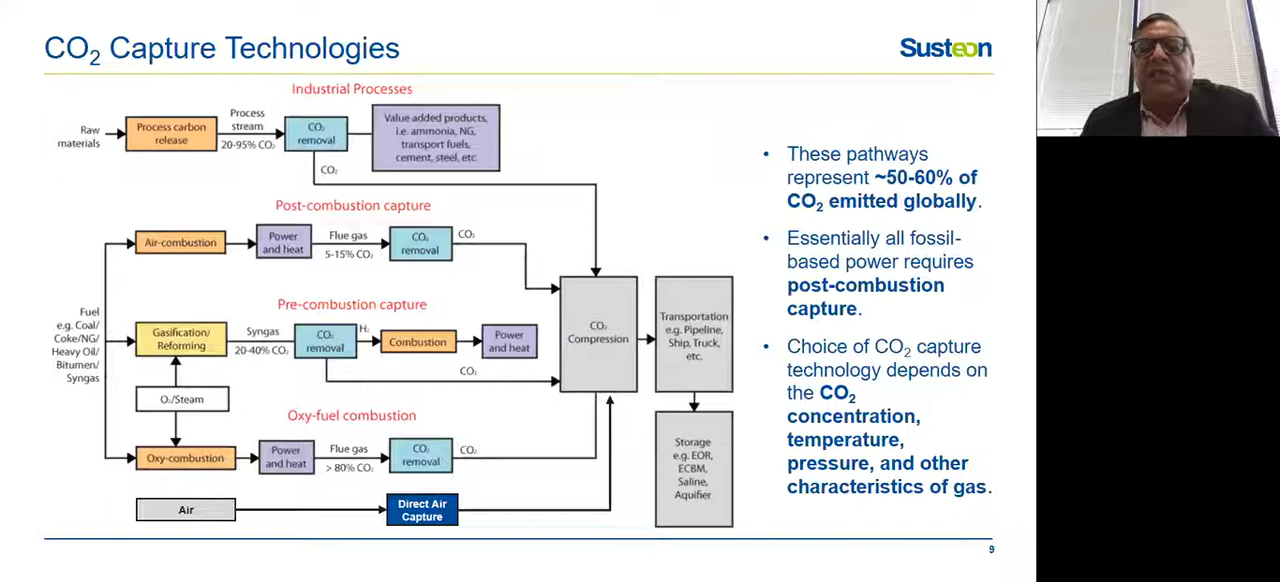 CO₂ Capture Technologies
Susteon
Industrial Processes
Raw
materials
Process carbon
release
Process
stream
20-95% CO₂
CO₂
removal
Value added products,
i.e. ammonia, NG,
transport fuels,
cement, steel, etc
CO₂
Post-combustion capture
Air-combustion
Power
and heat
Flue gas
5-15% CO₂
CO₂
removal
CO₂
Pre-combustion capture
Fuel
e.g. Coal/
Coke/NG/
Heavy Oil/
Bitumen/
Syngas
Gasification/
Reforming
Syngas
20-40% CO₂
CO₂
removal
H₂
Combustion
Power
and heat
CO₂
O₂/Steam
Oxy-fuel combustion
Oxy-combustion
Power
and heat
Flue gas
> 80% CO₂
CO₂
removal
CO₂
Air
Direct Air
Capture
CO₂
Compression
Transportation
e.g. Pipeline,
Ship, Truck,
etc.
Storage
e.g. EOR,
ECBM,
Saline,
Aquifier
• These pathways
represent ~50-60% of
CO₂ emitted globally.
• Essentially all fossil-
based power requires
post-combustion
capture.
• Choice of CO₂ capture
technology depends on
the CO₂
concentration,
temperature,
pressure, and other
characteristics of gas.
9